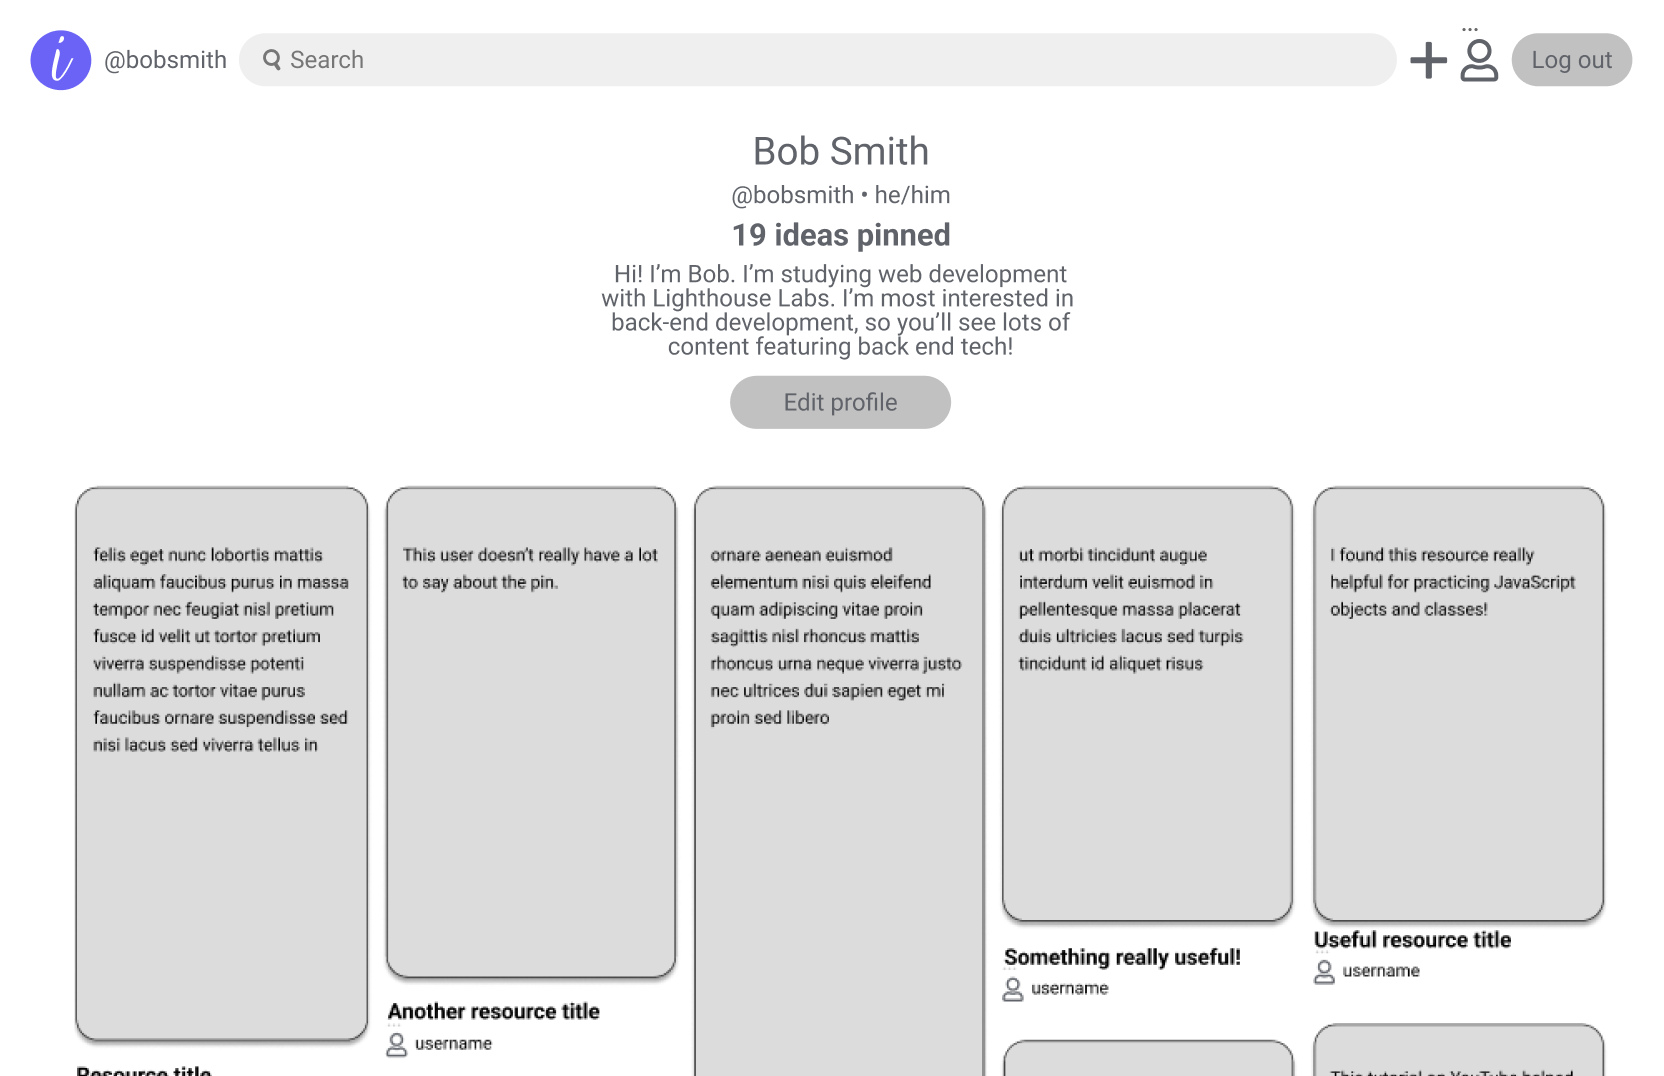 i
@bobsmith
Search
Log out
Bob Smith
@bobsmith • he/him
19 ideas pinned
Hi! I’m Bob. I’m studying web development
with Lighthouse Labs. I’m most interested in
back-end development, so you’ll see lots of
content featuring back end tech!
Edit profile
felis eget nunc lobortis mattis
aliquam faucibus purus in massa
tempor nec feugiat nisl pretium
fusce id velit ut tortor pretium
viverra suspendisse potenti
nullam ac tortor vitae purus
faucibus ornare suspendisse sed
nisi lacus sed viverra tellus in
Resource title
This user doesn’t really have a lot
to say about the pin.
Another resource title
username
ornare aenean euismod
elementum nisi quis eleifend
quam adipiscing vitae proin
sagittis nisl rhoncus mattis
rhoncus urna neque viverra justo
nec ultrices dui sapien eget mi
proin sed libero
ut morbi tincidunt augue
interdum velit euismod in
pellentesque massa placerat
duis ultricies lacus sed turpis
tincidunt id aliquet risus
Something really useful!
username
I found this resource really
helpful for practicing JavaScript
objects and classes!
Useful resource title
username
This tutorial on YouTube helped